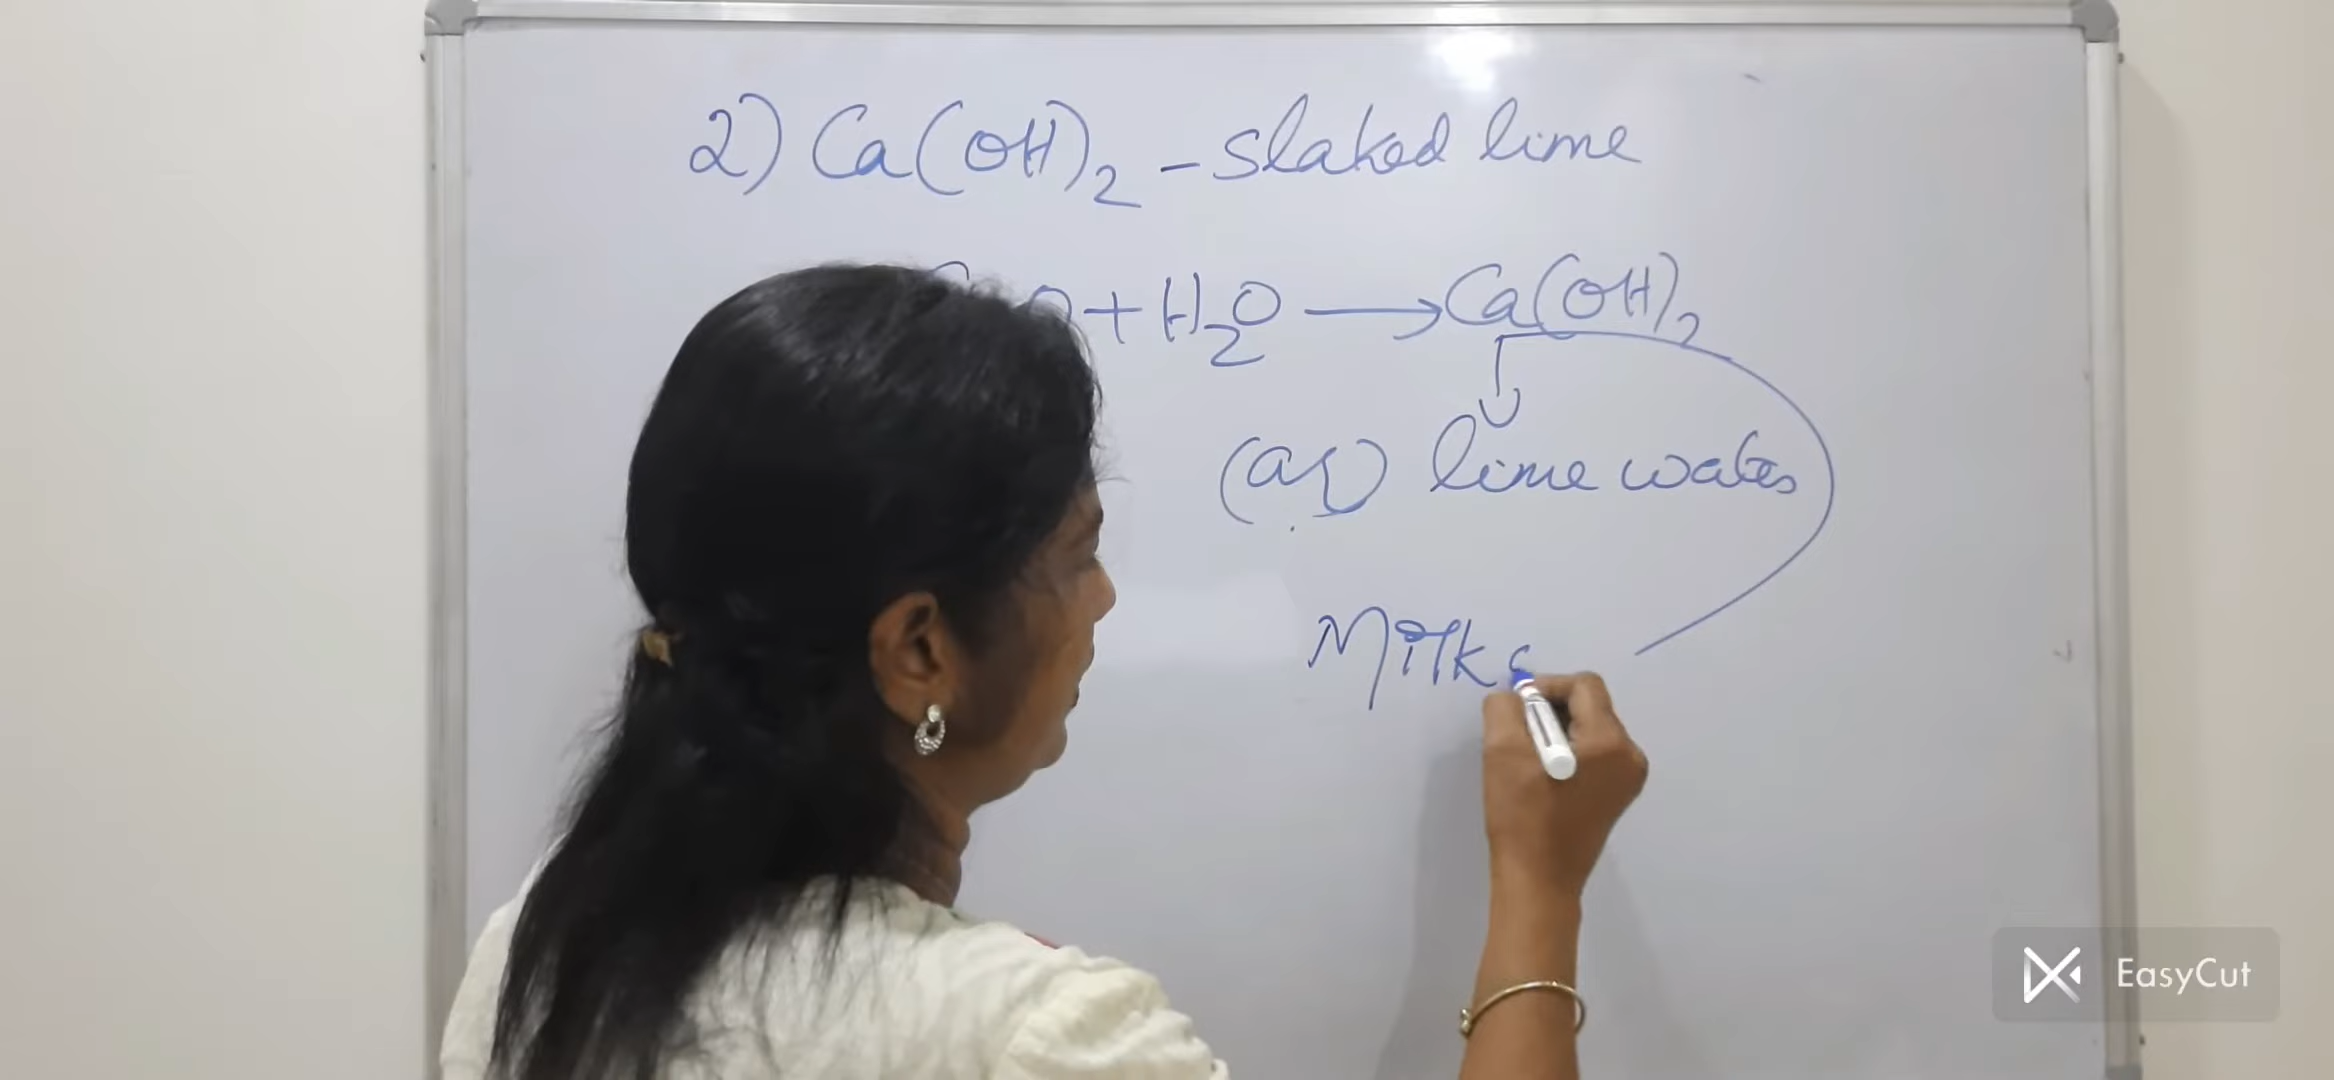 2) Ca(OH)₂ - slaked lime
O + H₂O → Ca(OH)₂
(aq) lime water
Milk
EasyCut